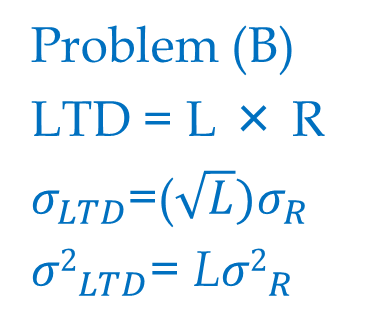 Problem (B)
LTD = L × R
σ_LTD=(√L)σ_R
σ²_LTD= Lσ²_R